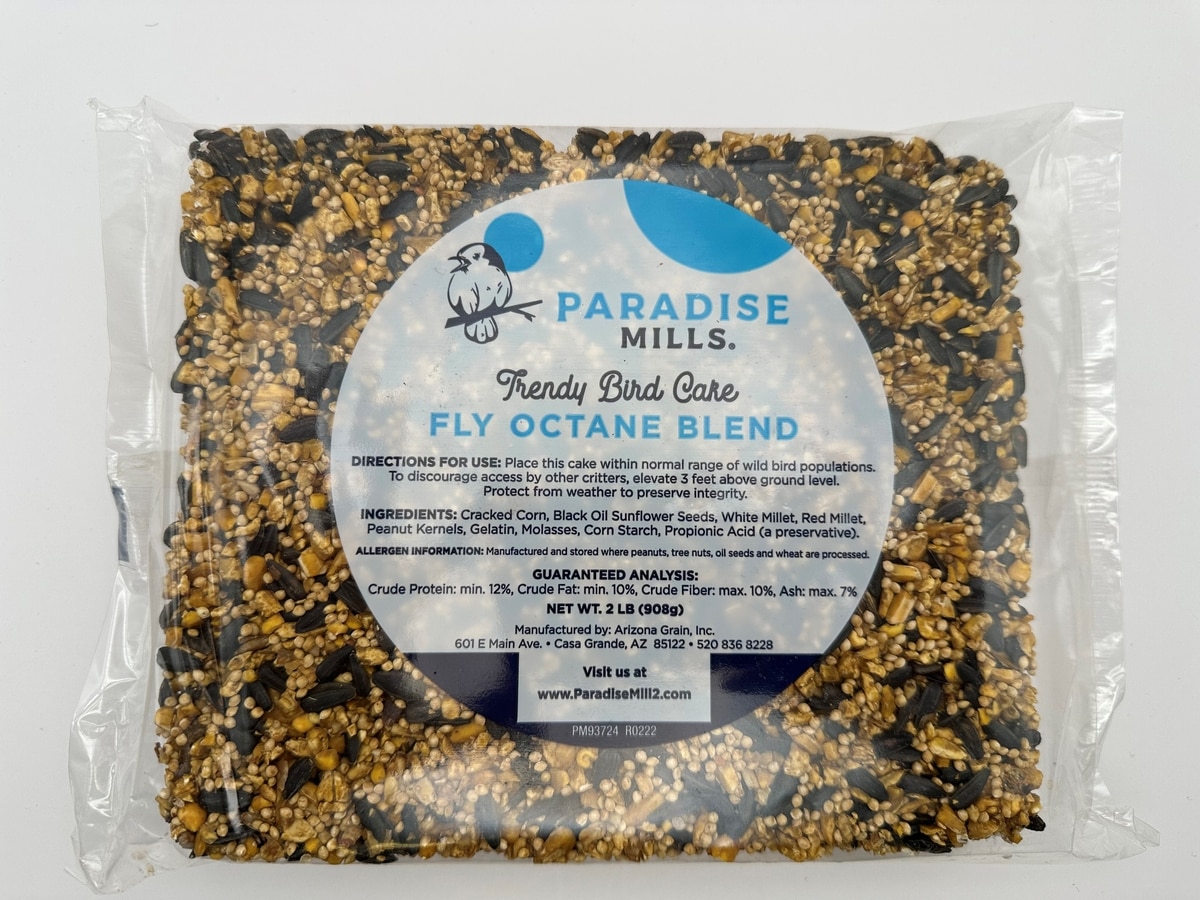 PARADISE
MILLS.
Trendy Bird Cake
FLY OCTANE BLEND
DIRECTIONS FOR USE: Place this cake within normal range of wild bird populations.
To discourage access by other critters, elevate 3 feet above ground level.
Protect from weather to preserve integrity.
INGREDIENTS: Cracked Corn, Black Oil Sunflower Seeds, White Millet, Red Millet,
Peanut Kernels, Gelatin, Molasses, Corn Starch, Propionic Acid (a preservative).
ALLERGEN INFORMATION: Manufactured and stored where peanuts, tree nuts, oil seeds and wheat are processed.
GUARANTEED ANALYSIS:
Crude Protein: min. 12%, Crude Fat: min. 10%, Crude Fiber: max. 10%, Ash: max. 7%
NET WT. 2 LB (908g)
Manufactured by: Arizona Grain, Inc.
601 E Main Ave. • Casa Grande, AZ 85122 • 520 836 8228
Visit us at
www.ParadiseMill2.com
PM93724 R0222